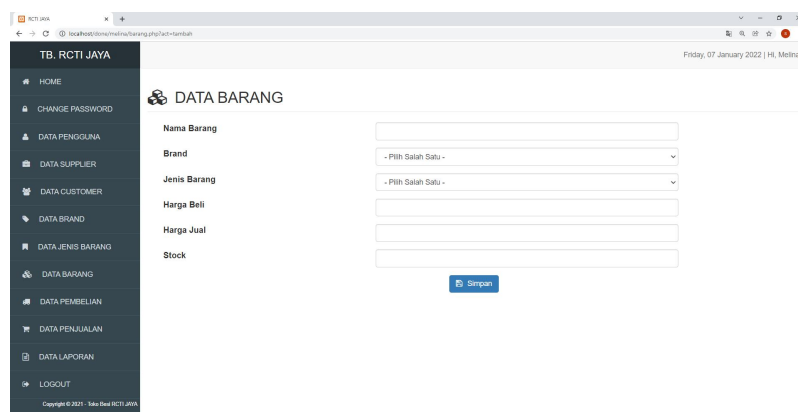 RCTI JAYA
localhost/done/melina/barang.php?act=tambah
TB. RCTI JAYA
Friday, 07 January 2022 | Hi, Melina
HOME
CHANGE PASSWORD
DATA PENGGUNA
DATA SUPPLIER
DATA CUSTOMER
DATA BRAND
DATA JENIS BARANG
DATA BARANG
DATA PEMBELIAN
DATA PENJUALAN
DATA LAPORAN
LOGOUT
Copyright © 2021 - Toko Besi RCTI JAYA
DATA BARANG
Nama Barang
Brand
- Pilih Salah Satu -
Jenis Barang
- Pilih Salah Satu -
Harga Beli
Harga Jual
Stock
Simpan